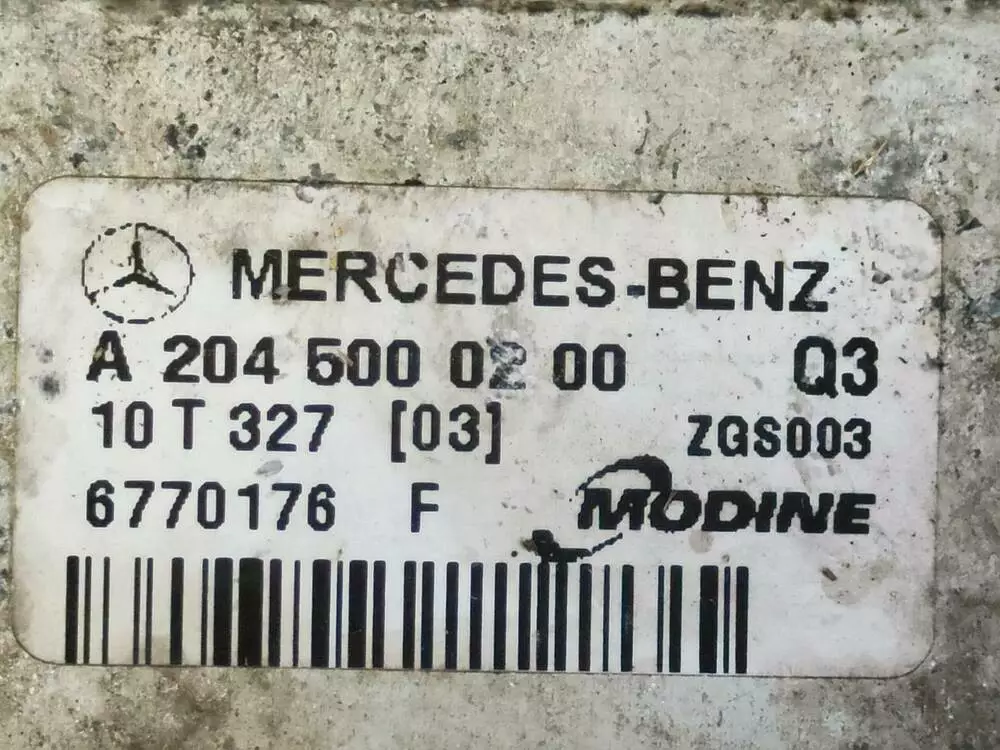 MERCEDES-BENZ
A 204 500 02 00 Q3
10 T 327 [03] ZGS003
6770176 F MODINE